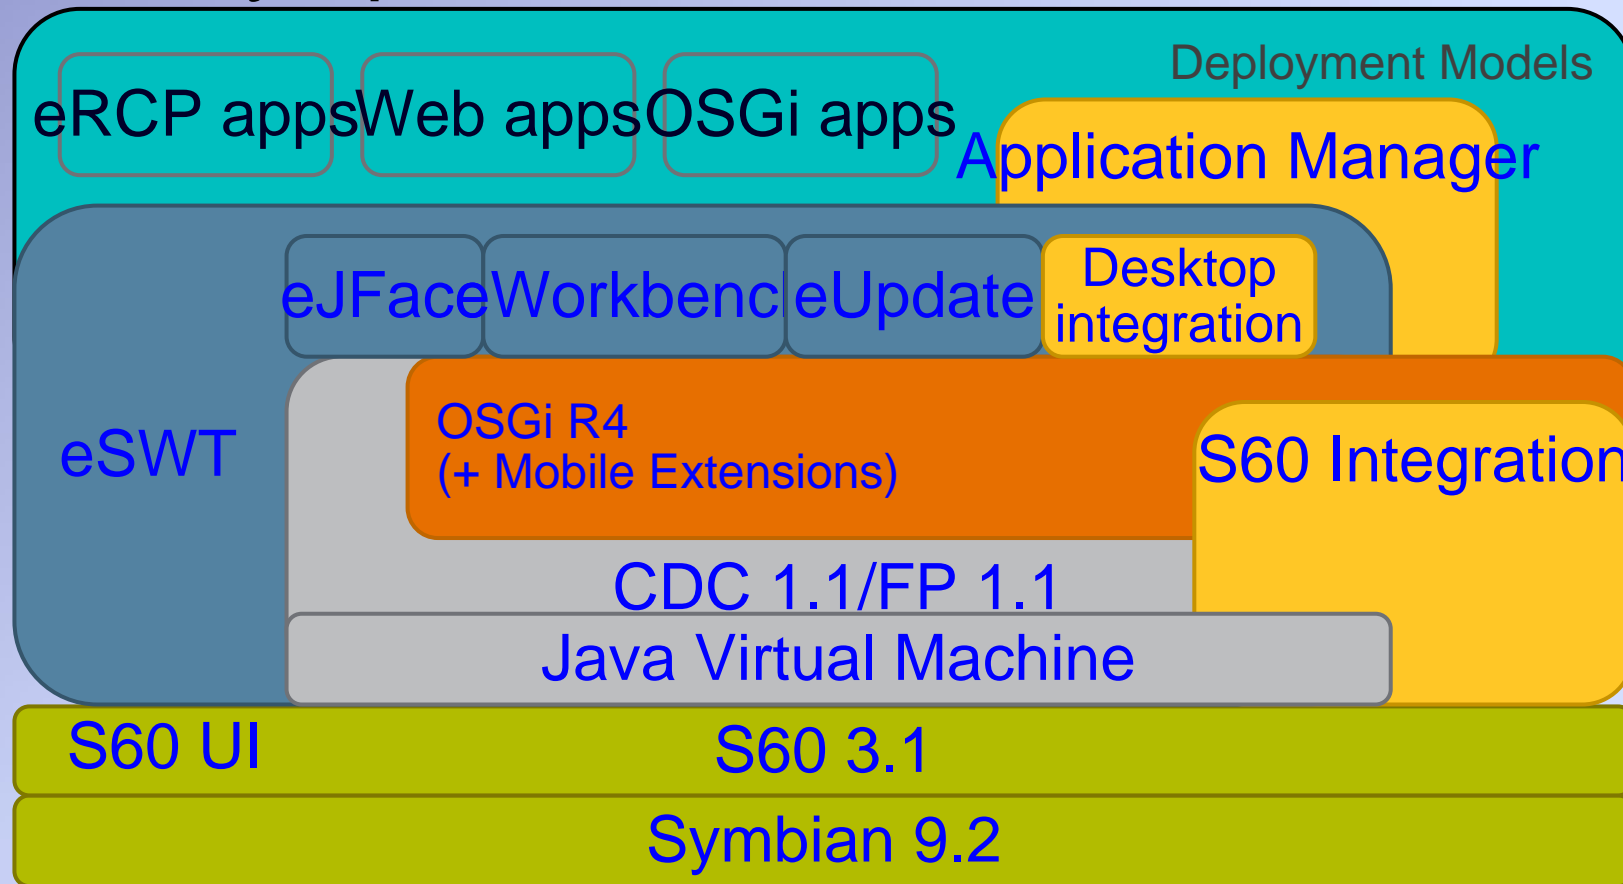 Deployment Models
eRCP apps Web apps OSGi apps
Application Manager
eJFace Workbenc eUpdate
Desktop
integration
OSGi R4
(+ Mobile Extensions)
eSWT
S60 Integration
CDC 1.1/FP 1.1
Java Virtual Machine
S60 UI
S60 3.1
Symbian 9.2